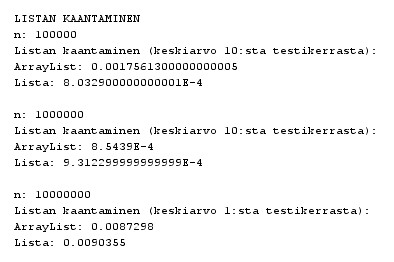 LISTAN KAANTAMINEN
n: 100000
Listan kaantaminen (keskiarvo 10:sta testikerrasta):
ArrayList: 0.0017561300000000005
Lista: 8.032900000000001E-4

n: 1000000
Listan kaantaminen (keskiarvo 10:sta testikerrasta):
ArrayList: 8.5439E-4
Lista: 9.312299999999999E-4

n: 10000000
Listan kaantaminen (keskiarvo 1:sta testikerrasta):
ArrayList: 0.0087298
Lista: 0.0090355